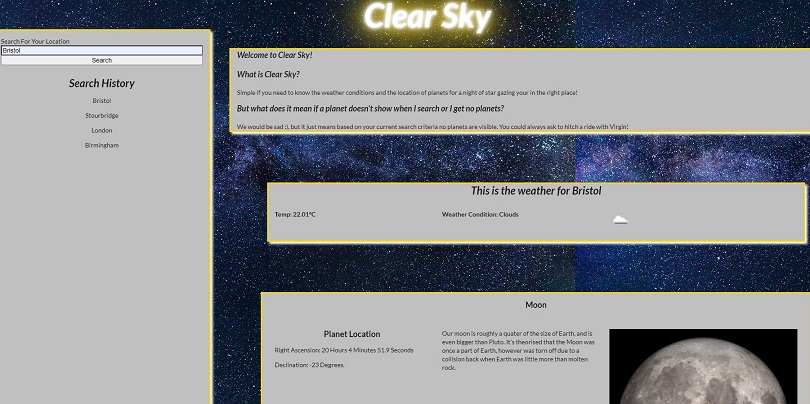 Clear Sky
Search For Your Location
Bristol
Search
Search History
Bristol
Stourbridge
London
Birmingham
Welcome to Clear Sky!
What is Clear Sky?
Simple if you need to know the weather conditions and the location of planets for a night of star gazing your in the right place!
But what does it mean if a planet doesn't show when I search or I get no planets?
We would be sad :), but it just means based on your current search criteria no planets are visible. You could always ask to hitch a ride with Virgin!
This is the weather for Bristol
Temp: 22.01°C
Weather Condition: Clouds
Moon
Planet Location
Right Ascension: 20 Hours 4 Minutes 51.9 Seconds
Declination: -23 Degrees.
Our moon is roughly a quater of the size of Earth, and is
even bigger than Pluto. It's theorised that the Moon was
once a part of Earth, however was torn off due to a
collision back when Earth was little more than molten
rock.